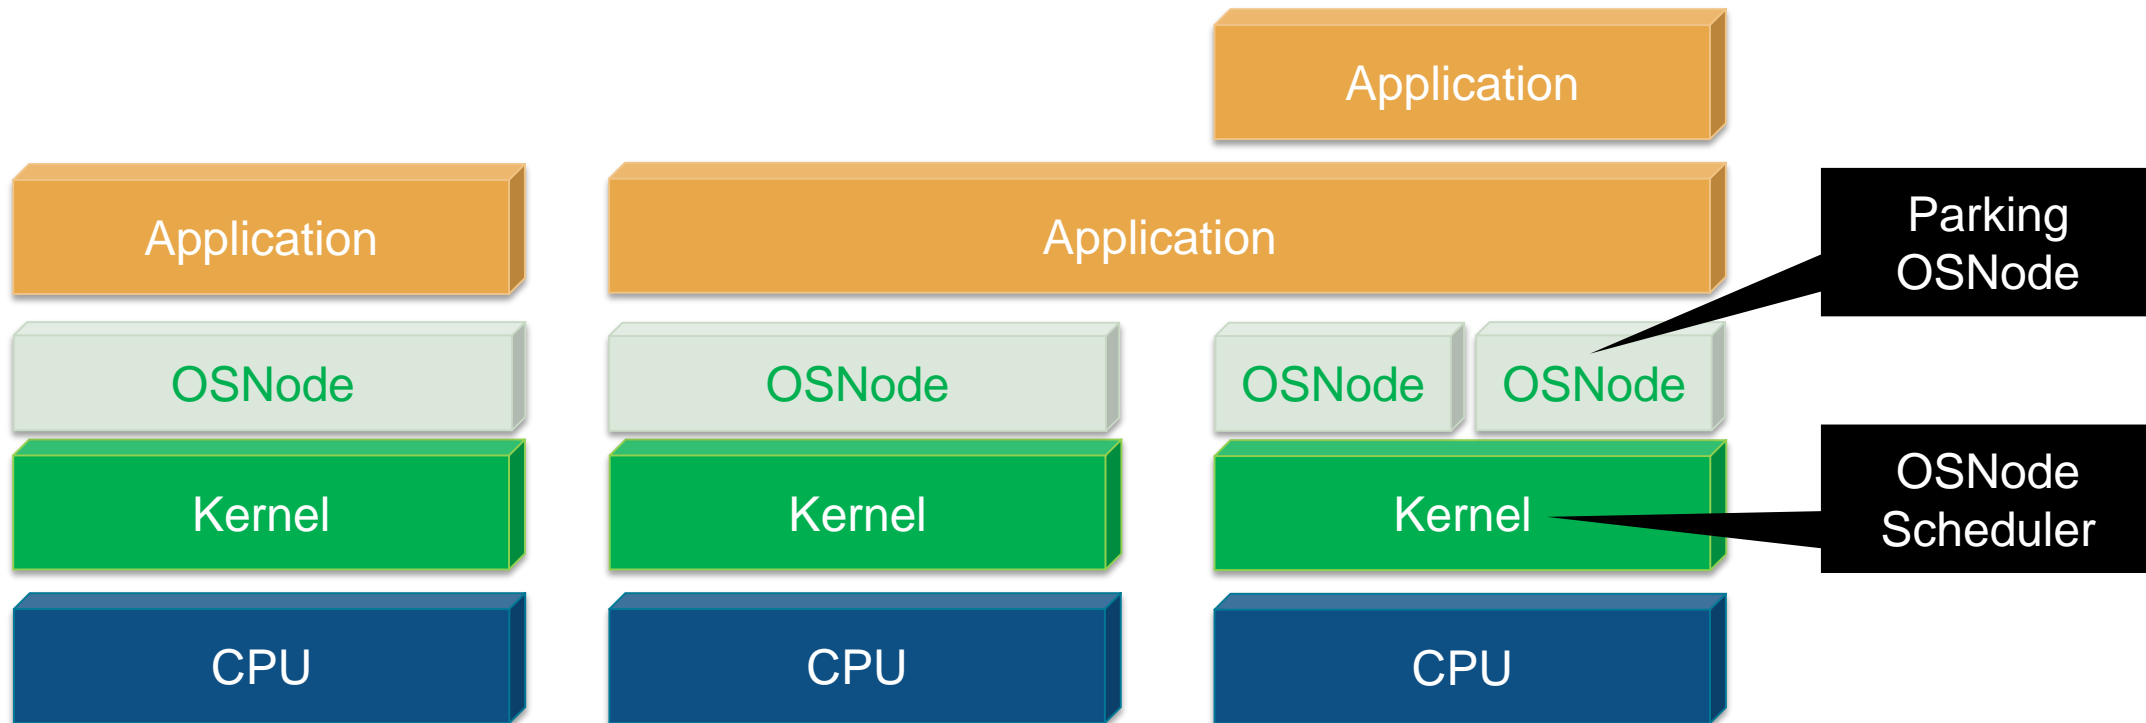 Application
Application
Application
Parking
OSNode
OSNode
OSNode
OSNode
OSNode
Kernel
Kernel
Kernel
OSNode
Scheduler
CPU
CPU
CPU